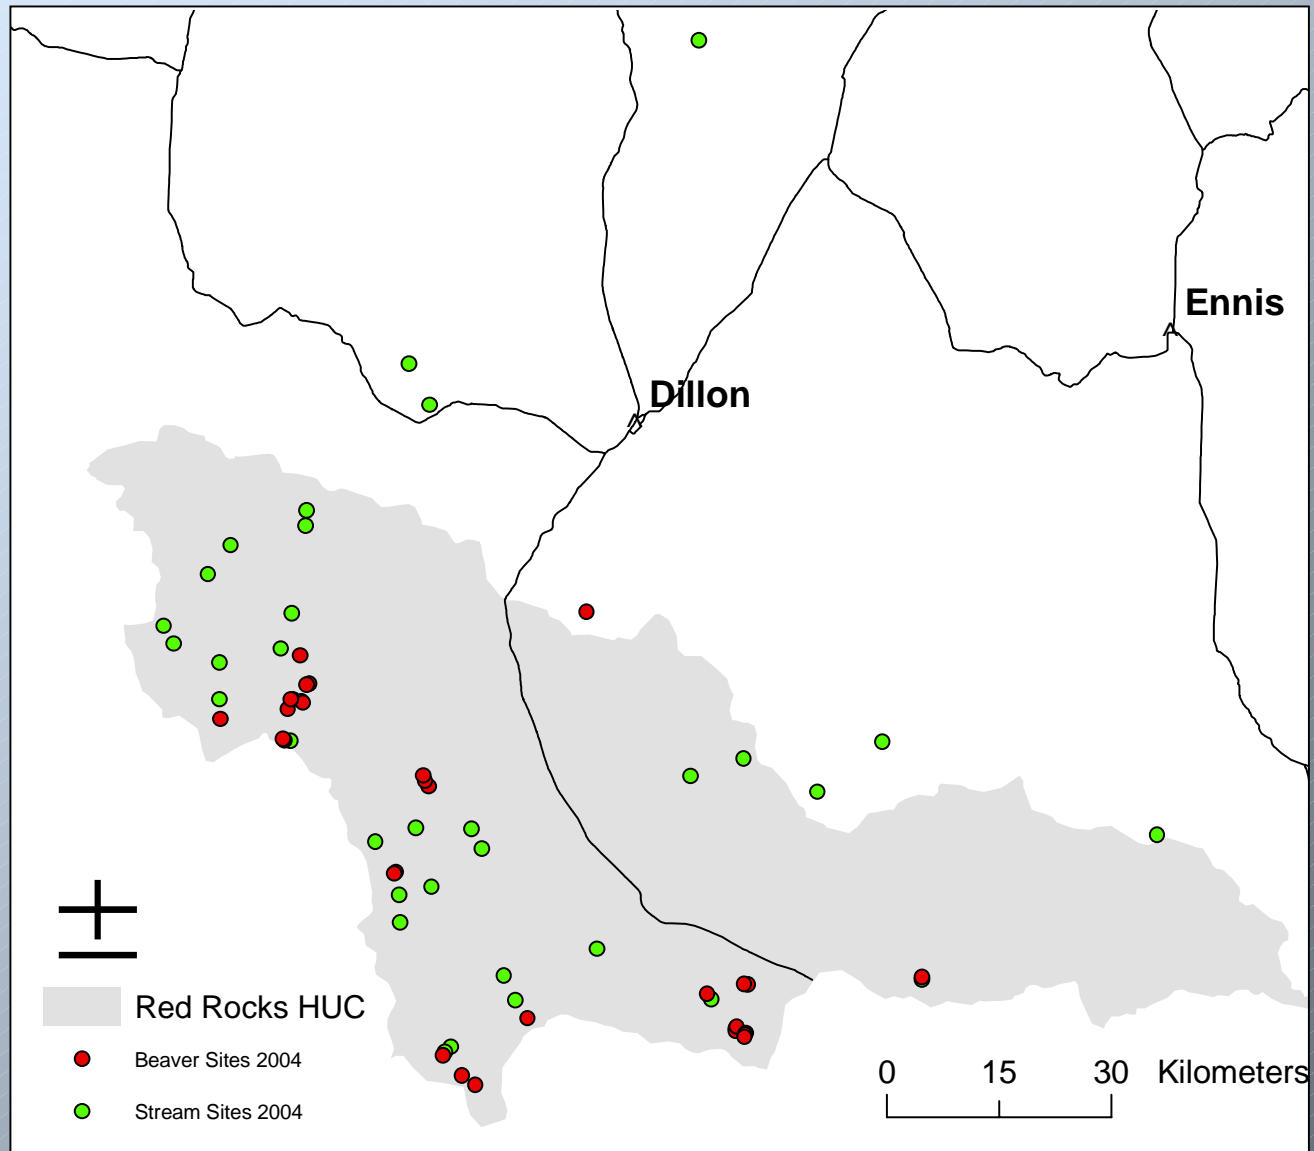 Ennis
Dillon
Red Rocks HUC
Beaver Sites 2004
Stream Sites 2004
0 15 30 Kilometers